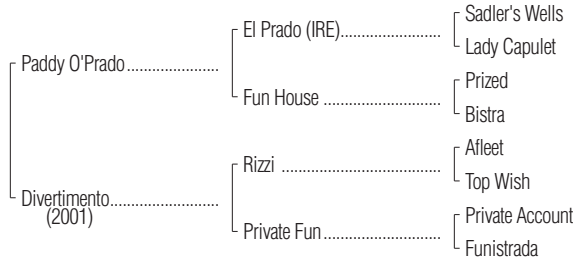 Sadler's Wells
El Prado (IRE)....................
Lady Capulet
Paddy O'Prado ....................
Prized
Fun House ........................
Bistra
Afleet
Rizzi ................................
Top Wish
Divertimento.......................
(2001)
Private Account
Private Fun ........................
Funistrada